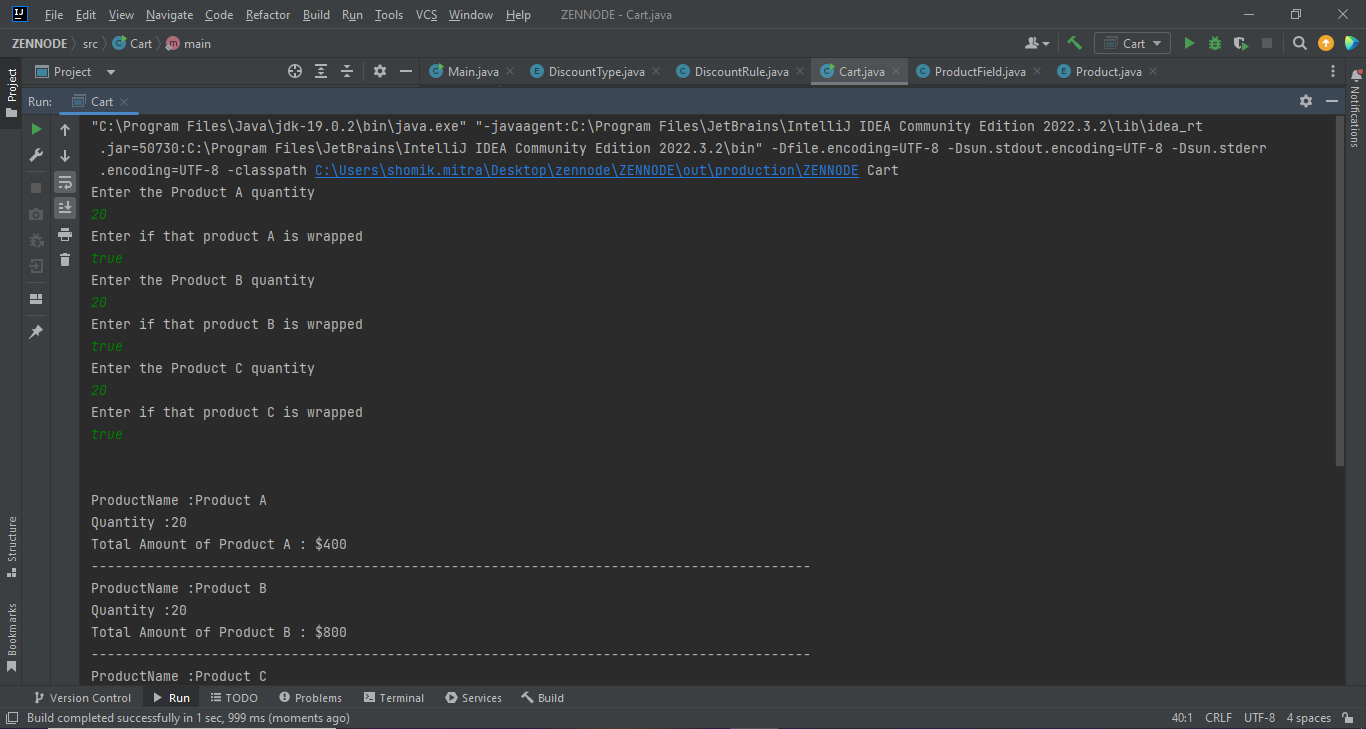 File Edit View Navigate Code Refactor Build Run Tools VCS Window Help ZENNODE - Cart.java
ZENNODE src Cart main Cart
Project Main.java DiscountType.java DiscountRule.java Cart.java ProductField.java Product.java
Run: Cart
"C:\Program Files\Java\jdk-19.0.2\bin\java.exe" "-javaagent:C:\Program Files\JetBrains\IntelliJ IDEA Community Edition 2022.3.2\lib\idea_rt
.jar=50730:C:\Program Files\JetBrains\IntelliJ IDEA Community Edition 2022.3.2\bin" -Dfile.encoding=UTF-8 -Dsun.stdout.encoding=UTF-8 -Dsun.stderr
.encoding=UTF-8 -classpath C:\Users\shomik.mitra\Desktop\zennode\ZENNODE\out\production\ZENNODE Cart
Enter the Product A quantity
20
Enter if that product A is wrapped
true
Enter the Product B quantity
20
Enter if that product B is wrapped
true
Enter the Product C quantity
20
Enter if that product C is wrapped
true
ProductName :Product A
Quantity :20
Total Amount of Product A : $400
------------------------------------------------------------------------------------------
ProductName :Product B
Quantity :20
Total Amount of Product B : $800
------------------------------------------------------------------------------------------
ProductName :Product C
Project
Structure
Bookmarks
Notifications
Version Control Run TODO Problems Terminal Services Build
Build completed successfully in 1 sec, 999 ms (moments ago) 40:1 CRLF UTF-8 4 spaces